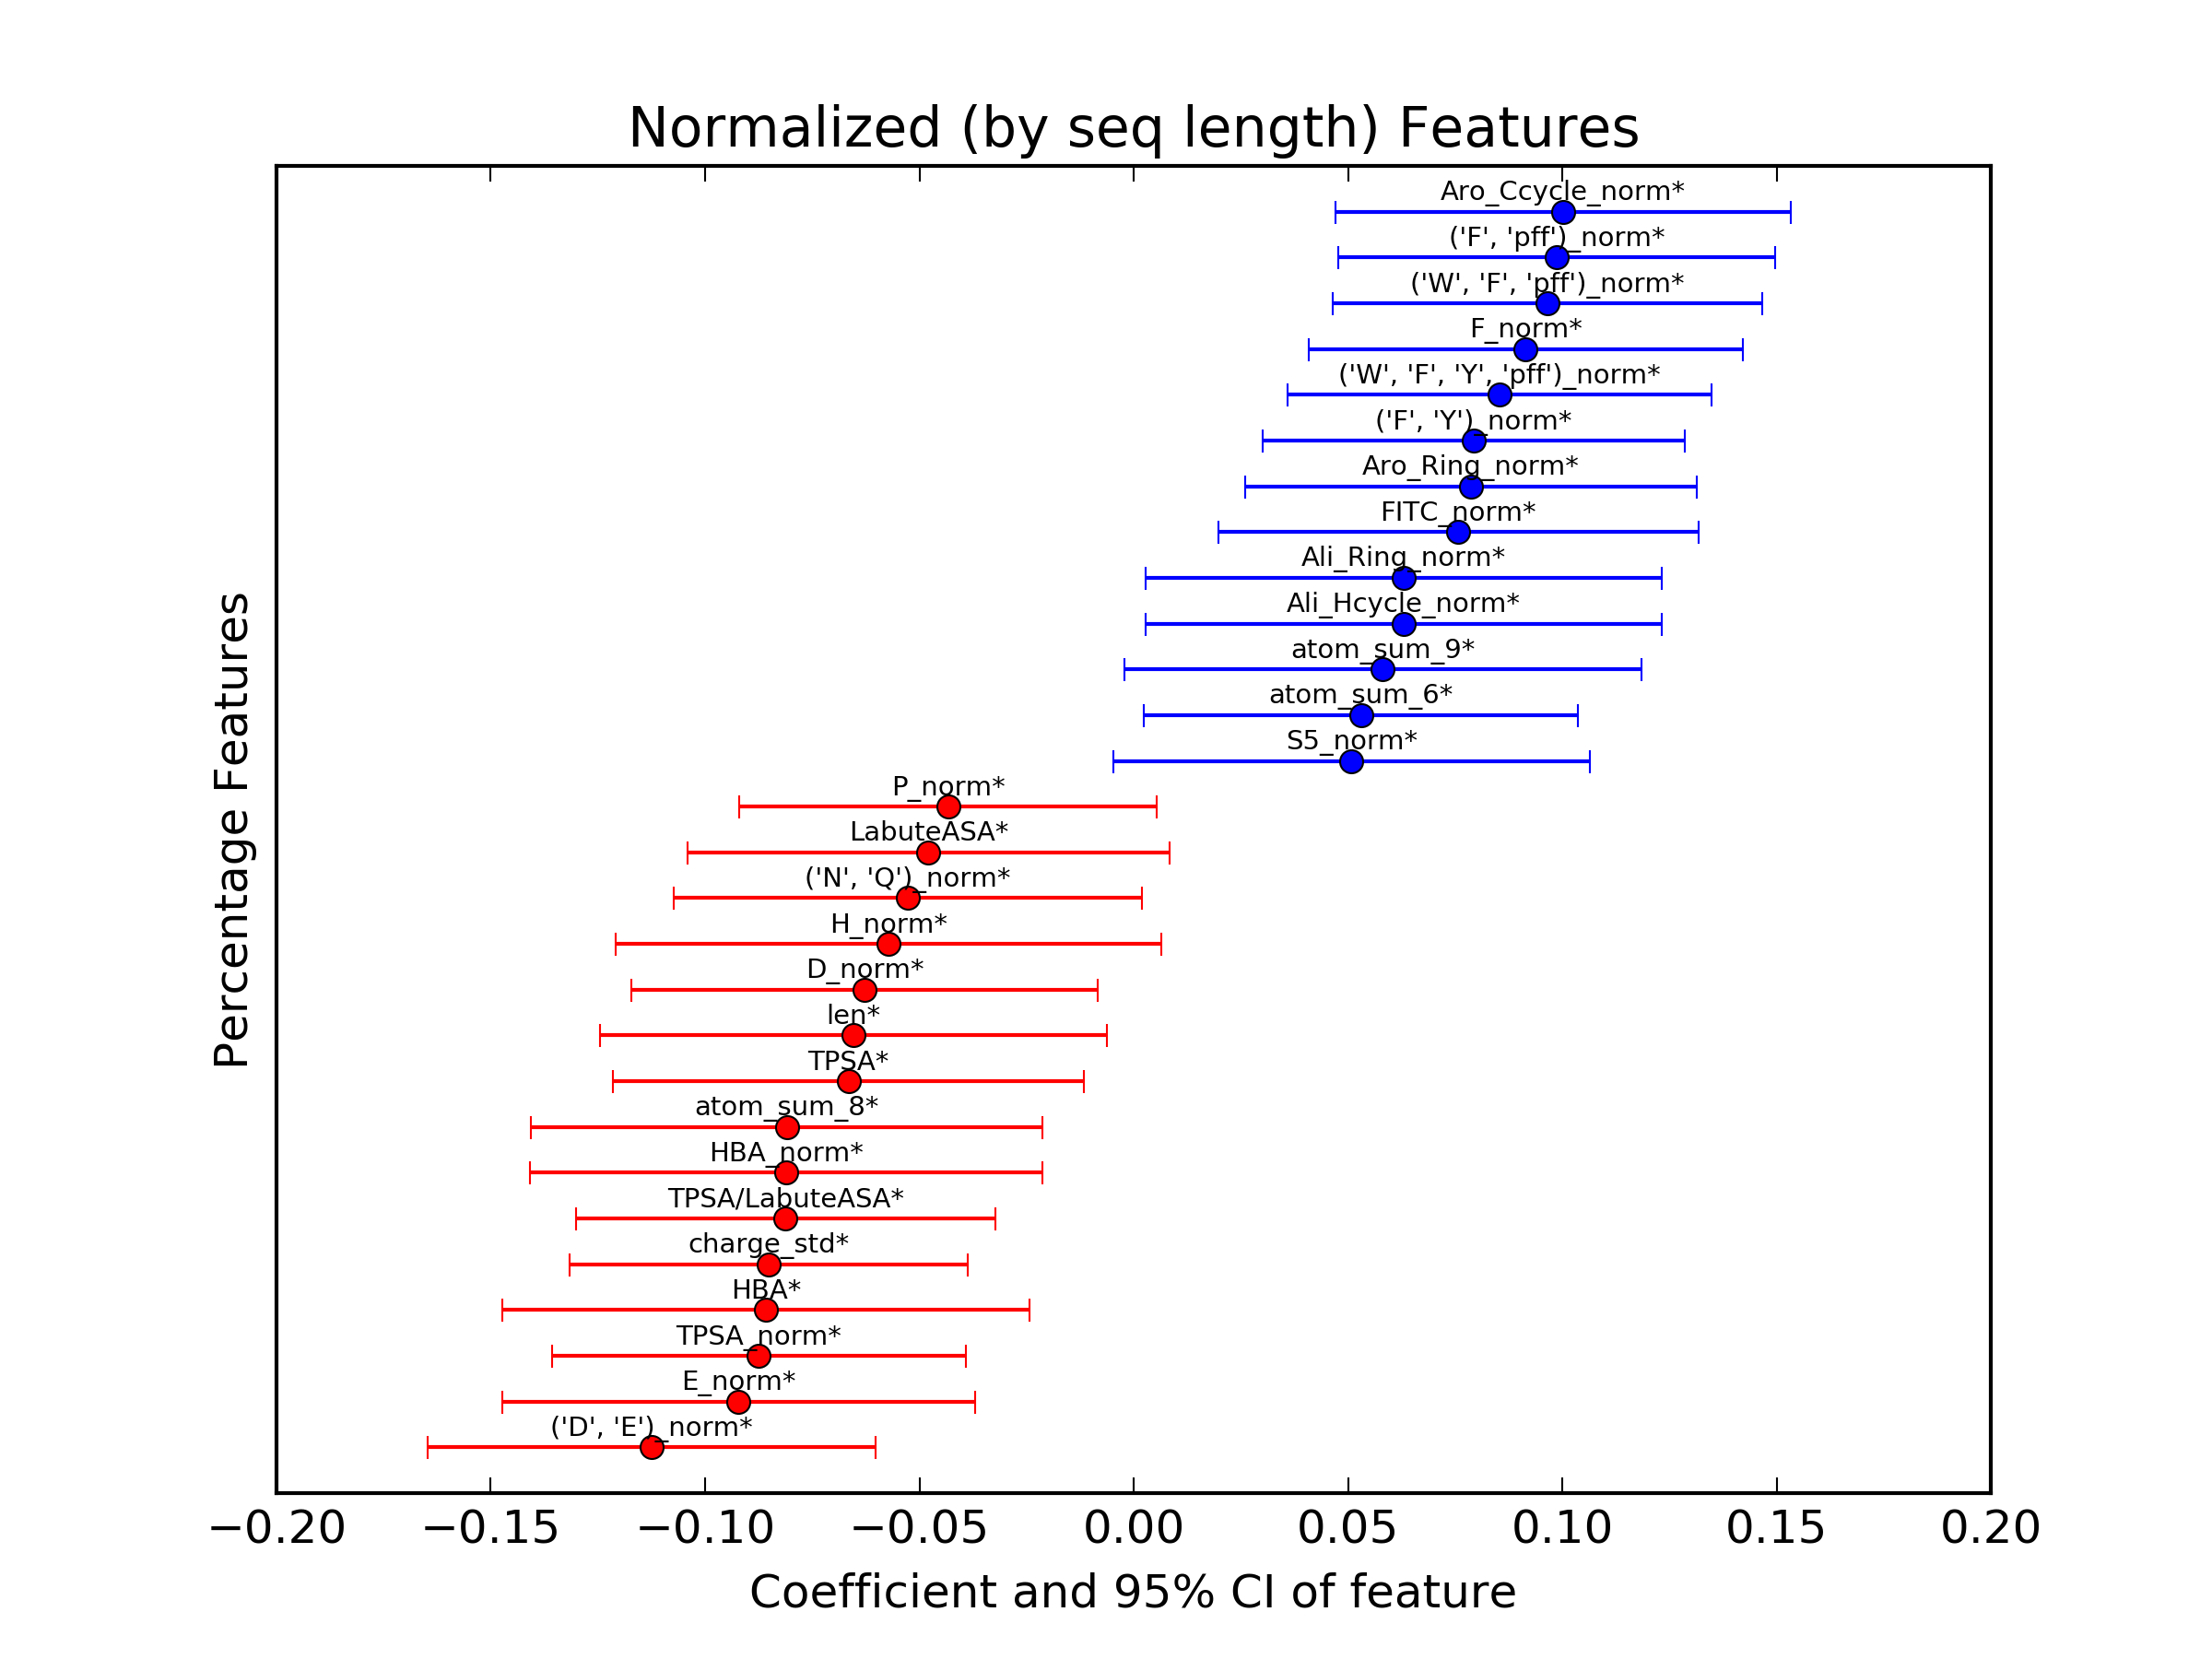 Normalized (by seq length) Features
Aro_Ccycle_norm*
('F', 'pff')_norm*
('W', 'F', 'pff')_norm*
F_norm*
('W', 'F', 'Y', 'pff')_norm*
('F', 'Y')_norm*
Aro_Ring_norm*
FITC_norm*
Ali_Ring_norm*
Ali_Hcycle_norm*
atom_sum_9*
atom_sum_6*
S5_norm*
P_norm*
LabuteASA*
('N', 'Q')_norm*
H_norm*
D_norm*
len*
TPSA*
atom_sum_8*
HBA_norm*
TPSA/LabuteASA*
charge_std*
HBA*
TPSA_norm*
E_norm*
('D', 'E')_norm*
Percentage Features
−0.20 −0.15 −0.10 −0.05 0.00 0.05 0.10 0.15 0.20
Coefficient and 95% CI of feature